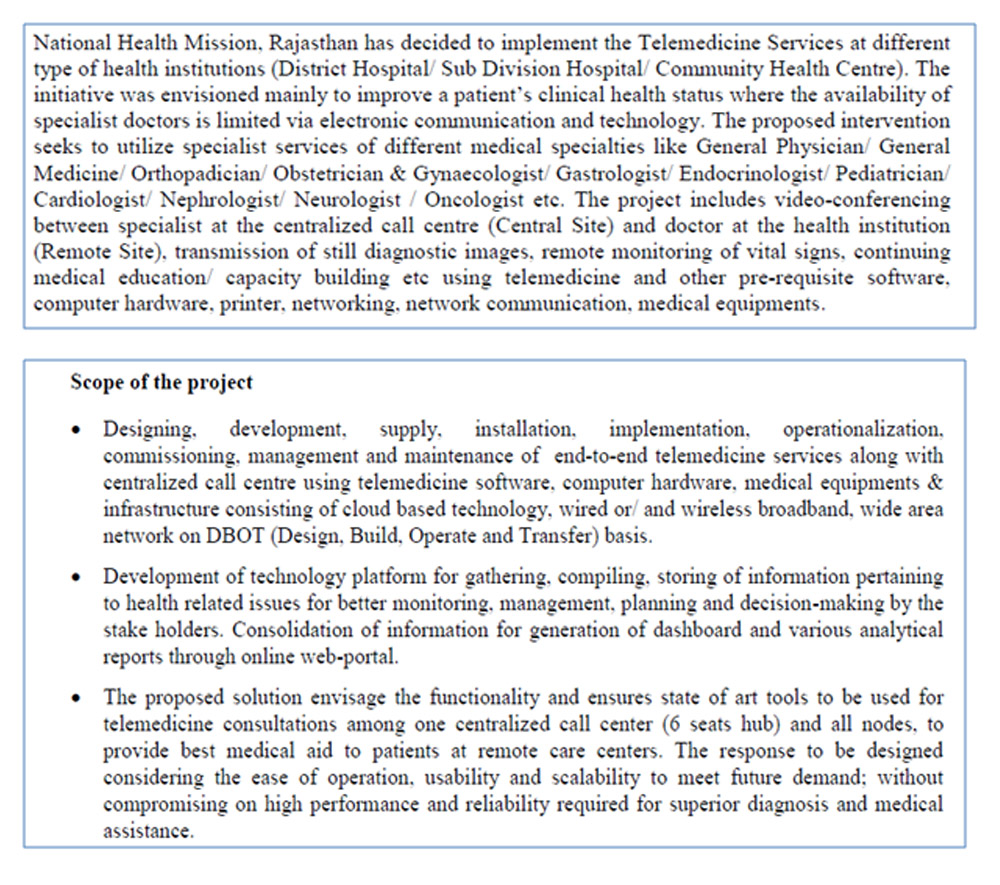 National Health Mission, Rajasthan has decided to implement the Telemedicine Services at different
type of health institutions (District Hospital/ Sub Division Hospital/ Community Health Centre). The
initiative was envisioned mainly to improve a patient's clinical health status where the availability of
specialist doctors is limited via electronic communication and technology. The proposed intervention
seeks to utilize specialist services of different medical specialties like General Physician/ General
Medicine/ Orthopadician/ Obstetrician & Gynaecologist/ Gastrologist/ Endocrinologist/ Pediatrician/
Cardiologist/ Nephrologist/ Neurologist / Oncologist etc. The project includes video-conferencing
between specialist at the centralized call centre (Central Site) and doctor at the health institution
(Remote Site), transmission of still diagnostic images, remote monitoring of vital signs, continuing
medical education/ capacity building etc using telemedicine and other pre-requisite software,
computer hardware, printer, networking, network communication, medical equipments.
Scope of the project
• Designing, development, supply, installation, implementation, operationalization,
commissioning, management and maintenance of end-to-end telemedicine services along with
centralized call centre using telemedicine software, computer hardware, medical equipments &
infrastructure consisting of cloud based technology, wired or/ and wireless broadband, wide area
network on DBOT (Design, Build, Operate and Transfer) basis.
• Development of technology platform for gathering, compiling, storing of information pertaining
to health related issues for better monitoring, management, planning and decision-making by the
stake holders. Consolidation of information for generation of dashboard and various analytical
reports through online web-portal.
• The proposed solution envisage the functionality and ensures state of art tools to be used for
telemedicine consultations among one centralized call center (6 seats hub) and all nodes, to
provide best medical aid to patients at remote care centers. The response to be designed
considering the ease of operation, usability and scalability to meet future demand; without
compromising on high performance and reliability required for superior diagnosis and medical
assistance.